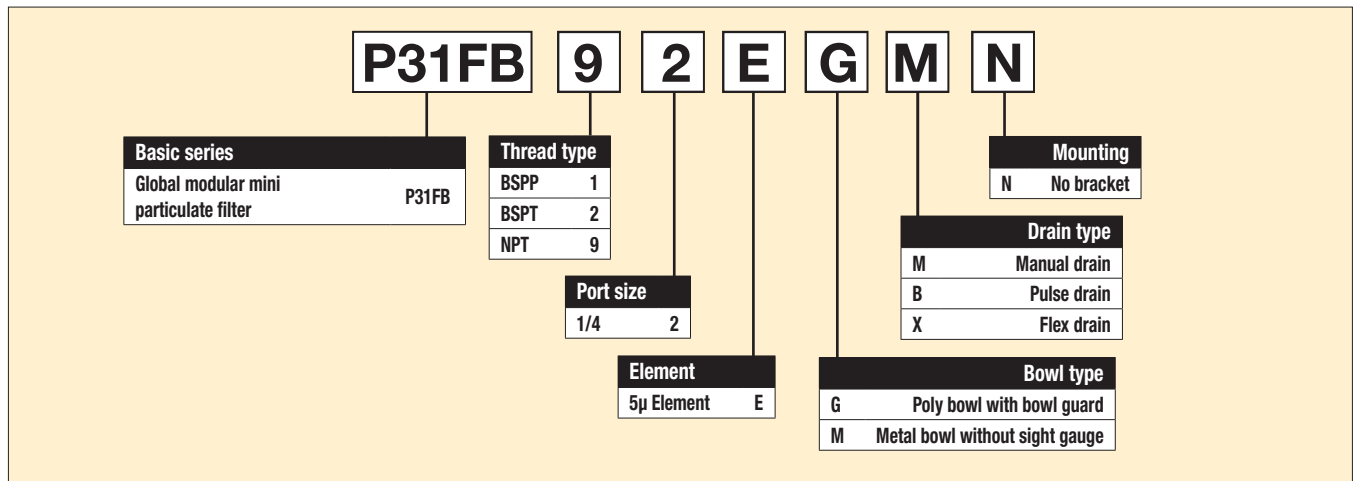 P31FB 9 2 E G M N
Basic series
Global modular mini
particulate filter P31FB
Thread type
BSPP 1
BSPT 2
NPT 9
Port size
1/4 2
Element
5µ Element E
Mounting
N No bracket
Drain type
M Manual drain
B Pulse drain
X Flex drain
Bowl type
G Poly bowl with bowl guard
M Metal bowl without sight gauge